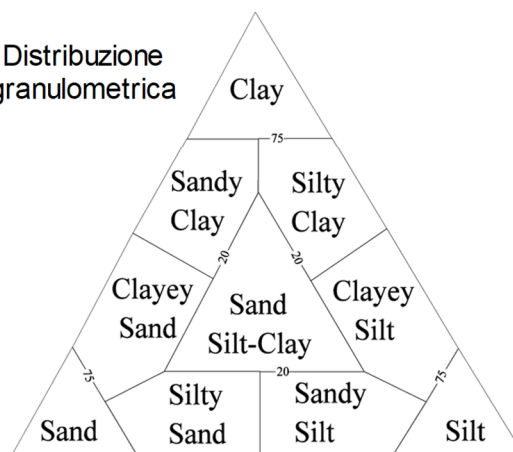 Distribuzione
granulometrica
Clay
75
Sandy
Clay
Silty
Clay
20
20
Clayey
Sand
Sand
Silt-Clay
Clayey
Silt
75
20
75
Silty
Sand
Sandy
Silt
Sand
Silt